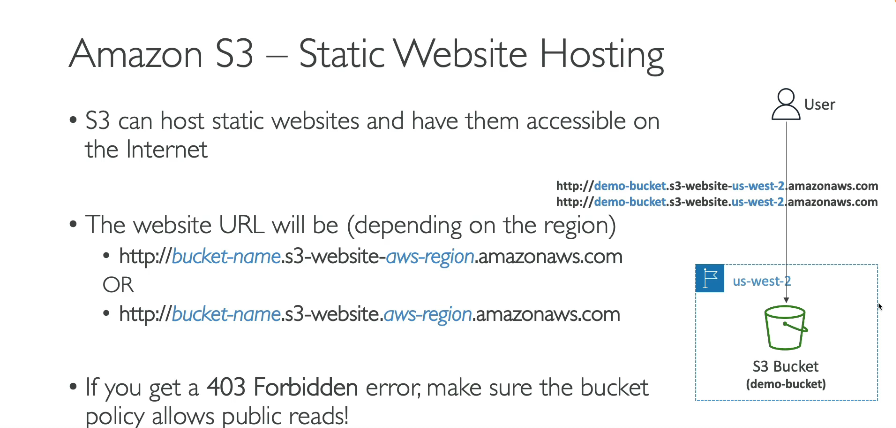 Amazon S3 – Static Website Hosting
• S3 can host static websites and have them accessible on
the Internet
• The website URL will be (depending on the region)
• http://bucket-name.s3-website-aws-region.amazonaws.com
OR
• http://bucket-name.s3-website.aws-region.amazonaws.com
• If you get a 403 Forbidden error, make sure the bucket
policy allows public reads!
User
http://demo-bucket.s3-website-us-west-2.amazonaws.com
http://demo-bucket.s3-website.us-west-2.amazonaws.com
us-west-2
S3 Bucket
(demo-bucket)